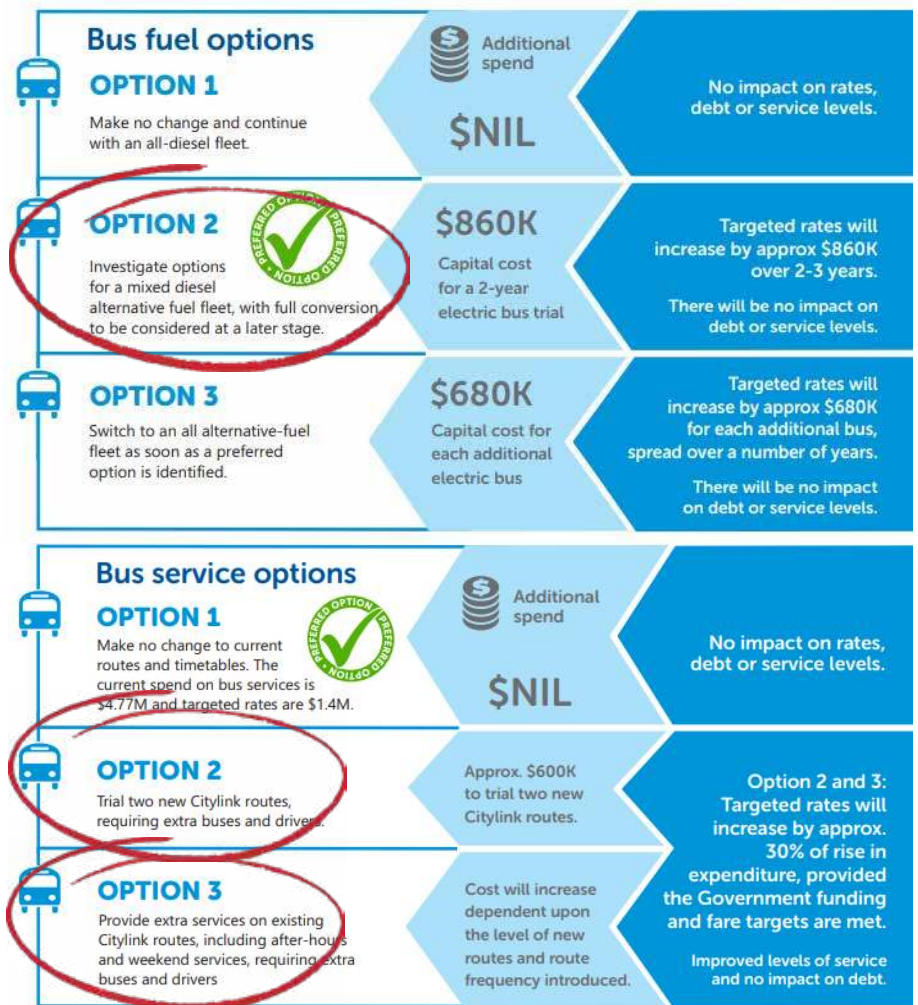 Bus fuel options
OPTION 1
Make no change and continue
with an all-diesel fleet.
$
Additional
spend
$NIL
No impact on rates,
debt or service levels.
OPTION 2
PREFERRED OPTION • PREFERRED OPTION •
Investigate options
for a mixed diesel
alternative fuel fleet, with full conversion
to be considered at a later stage.
$860K
Capital cost
for a 2-year
electric bus trial
Targeted rates will
increase by approx $860K
over 2-3 years.
There will be no impact on
debt or service levels.
OPTION 3
Switch to an all alternative-fuel
fleet as soon as a preferred
option is identified.
$680K
Capital cost for
each additional
electric bus
Targeted rates will
increase by approx $680K
for each additional bus,
spread over a number of years.
There will be no impact
on debt or service levels.
Bus service options
OPTION 1
PREFERRED OPTION • PREFERRED OPTION •
Make no change to current
routes and timetables. The
current spend on bus services is
$4.77M and targeted rates are $1.4M.
$
Additional
spend
$NIL
No impact on rates,
debt or service levels.
OPTION 2
Trial two new Citylink routes,
requiring extra buses and drivers.
Approx. $600K
to trial two new
Citylink routes.
OPTION 3
Provide extra services on existing
Citylink routes, including after-hours
and weekend services, requiring extra
buses and drivers
Cost will increase
dependent upon
the level of new
routes and route
frequency introduced.
Option 2 and 3:
Targeted rates will
increase by approx.
30% of rise in
expenditure, provided
the Government funding
and fare targets are met.
Improved levels of service
and no impact on debt.